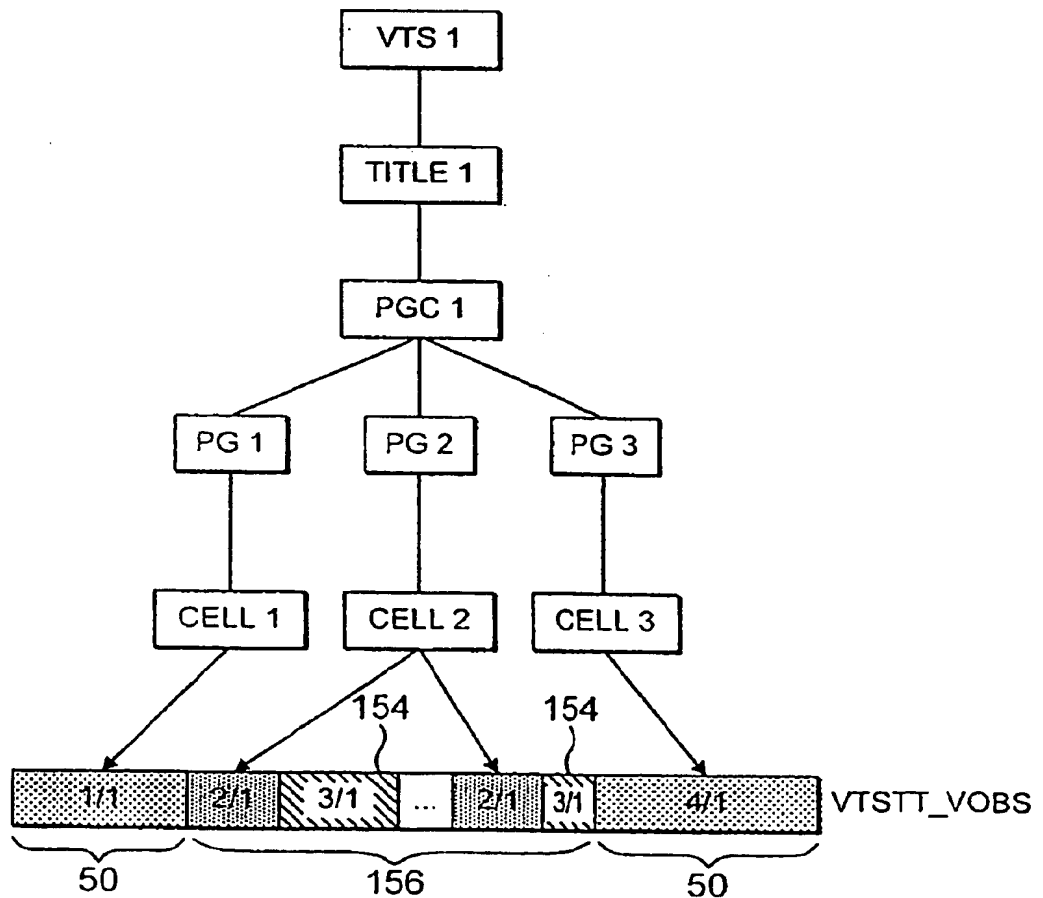 VTS 1
TITLE 1
PGC 1
PG 1 PG 2 PG 3
CELL 1 CELL 2 CELL 3
154 154
1/1 2/1 3/1 ... 2/1 3/1 4/1 VTSTT_VOBS
50 156 50